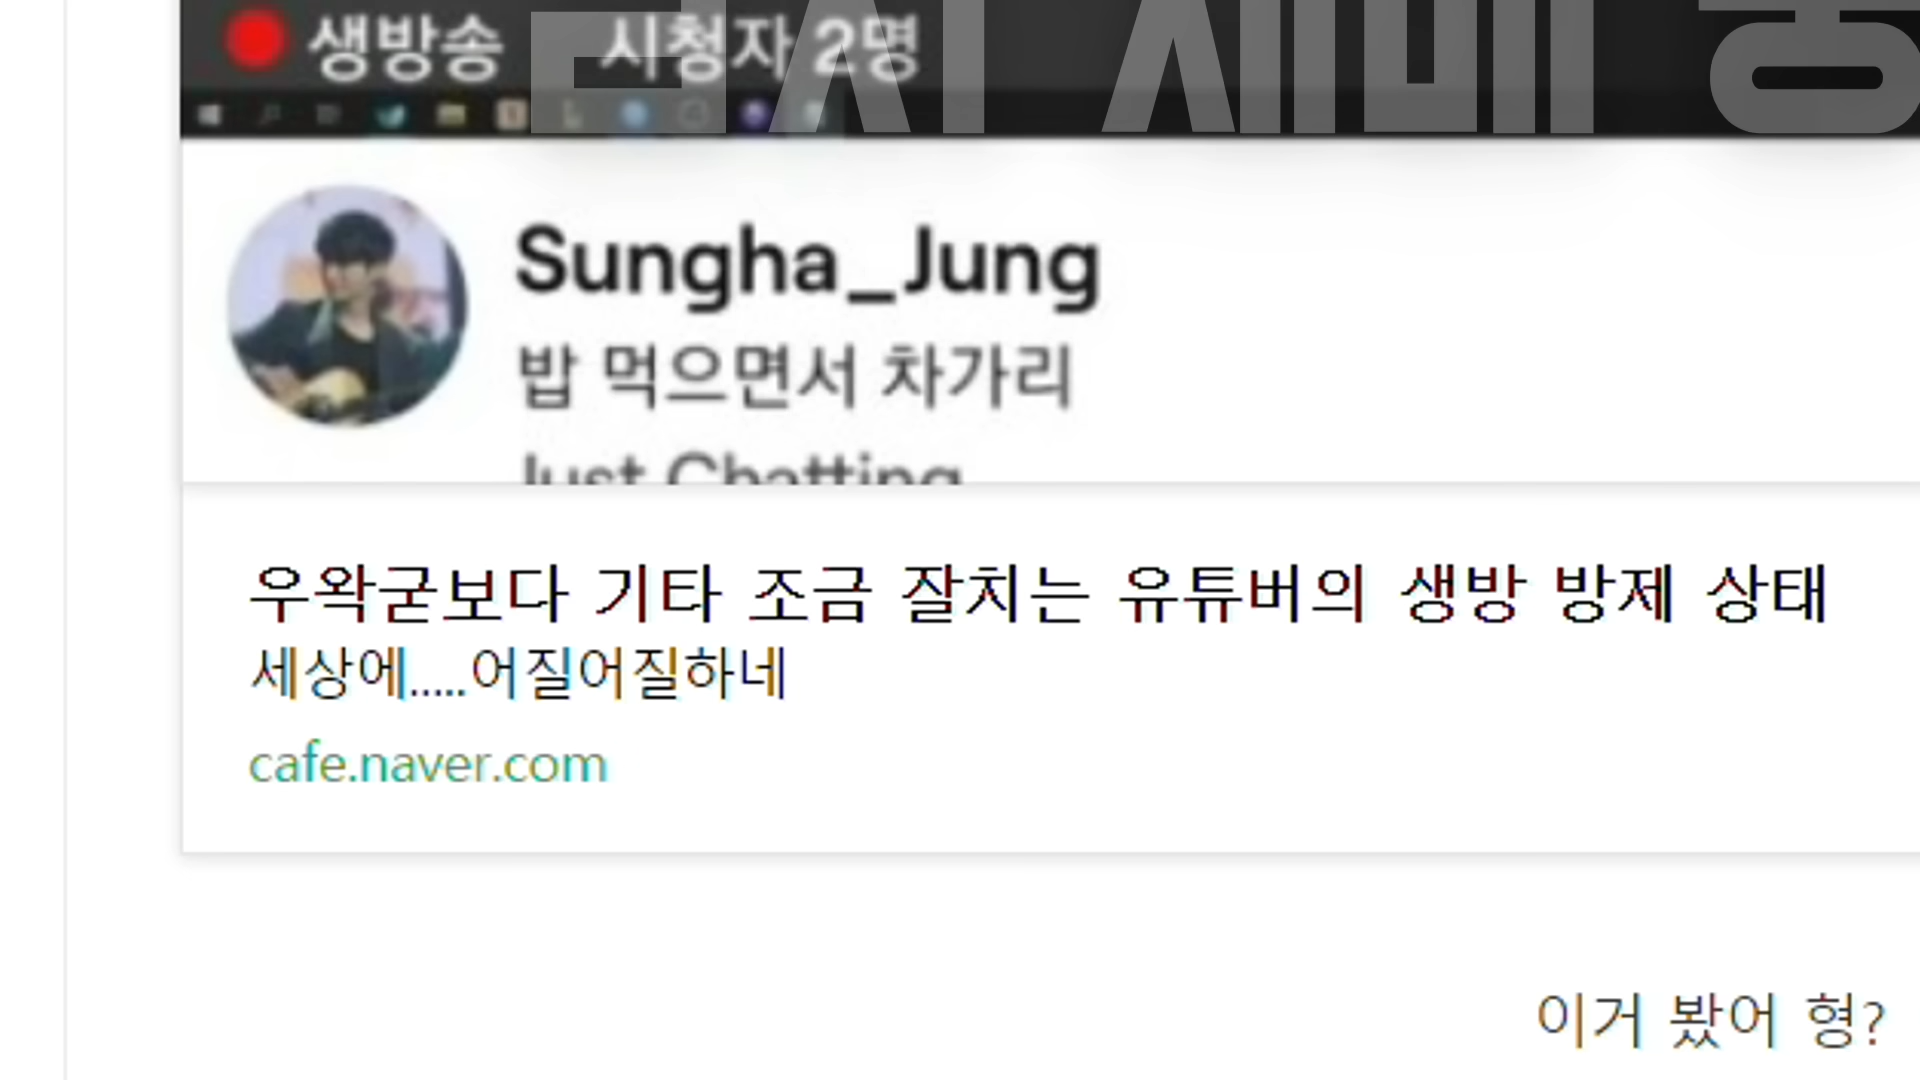 생방송 시청자 2명
Sungha_Jung
밥 먹으면서 차가리
Just Chatting
우왁굳보다 기타 조금 잘치는 유튜버의 생방 방제 상태
세상에.....어질어질하네
cafe.naver.com
이거 봤어 형?